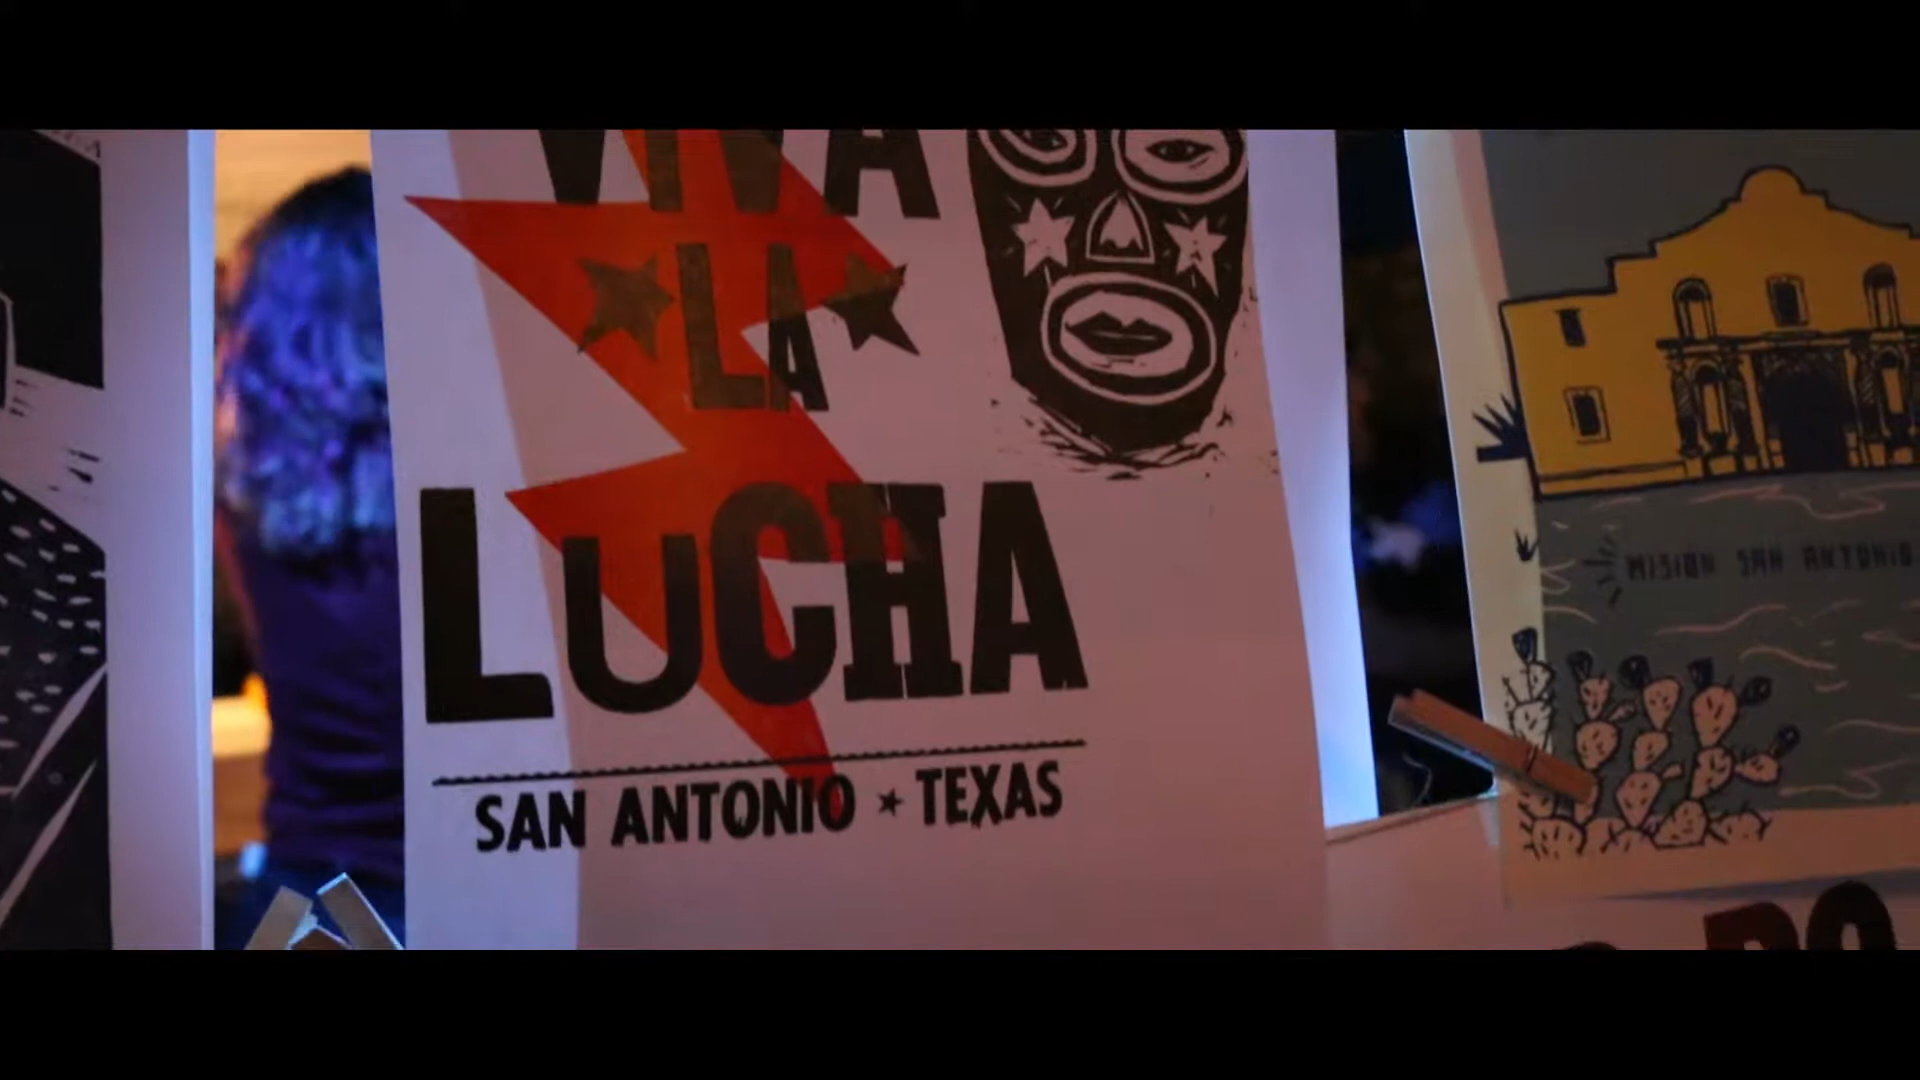 VIVA
LA
LUCHA
SAN ANTONIO ★ TEXAS
MISION SAN ANTONIO